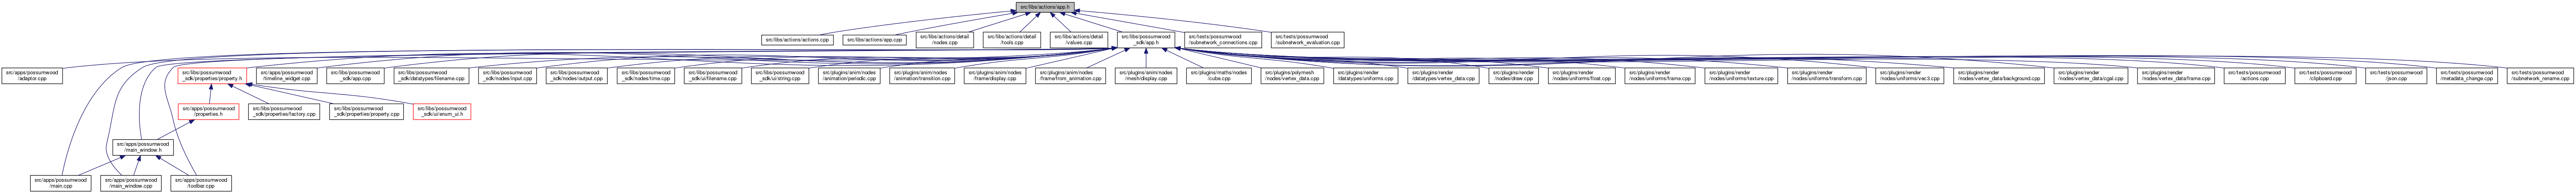 src/libs/actions/app.h
src/libs/actions/actions.cpp
src/libs/actions/app.cpp
src/libs/actions/detail
/nodes.cpp
src/libs/actions/detail
/tools.cpp
src/libs/actions/detail
/values.cpp
src/libs/possumwood
_sdk/app.h
src/tests/possumwood
/subnetwork_connections.cpp
src/tests/possumwood
/subnetwork_evaluation.cpp
src/apps/possumwood
/adaptor.cpp
src/libs/possumwood
_sdk/properties/property.h
src/apps/possumwood
/timeline_widget.cpp
src/libs/possumwood
_sdk/app.cpp
src/libs/possumwood
_sdk/datatypes/filename.cpp
src/libs/possumwood
_sdk/nodes/input.cpp
src/libs/possumwood
_sdk/nodes/output.cpp
src/libs/possumwood
_sdk/nodes/time.cpp
src/libs/possumwood
_sdk/ui/filename.cpp
src/libs/possumwood
_sdk/ui/string.cpp
src/plugins/anim/nodes
/animation/periodic.cpp
src/plugins/anim/nodes
/animation/transition.cpp
src/plugins/anim/nodes
/frame/display.cpp
src/plugins/anim/nodes
/frame/from_animation.cpp
src/plugins/anim/nodes
/mesh/display.cpp
src/plugins/maths/nodes
/cube.cpp
src/plugins/polymesh
/nodes/vertex_data.cpp
src/plugins/render
/datatypes/uniforms.cpp
src/plugins/render
/datatypes/vertex_data.cpp
src/plugins/render
/nodes/draw.cpp
src/plugins/render
/nodes/uniforms/float.cpp
src/plugins/render
/nodes/uniforms/frame.cpp
src/plugins/render
/nodes/uniforms/texture.cpp
src/plugins/render
/nodes/uniforms/transform.cpp
src/plugins/render
/nodes/uniforms/vec3.cpp
src/plugins/render
/nodes/vertex_data/background.cpp
src/plugins/render
/nodes/vertex_data/cgal.cpp
src/plugins/render
/nodes/vertex_data/frame.cpp
src/tests/possumwood
/actions.cpp
src/tests/possumwood
/clipboard.cpp
src/tests/possumwood
/json.cpp
src/tests/possumwood
/metadata_change.cpp
src/tests/possumwood
/subnetwork_rename.cpp
src/apps/possumwood
/properties.h
src/libs/possumwood
_sdk/properties/factory.cpp
src/libs/possumwood
_sdk/properties/property.cpp
src/libs/possumwood
_sdk/ui/enum_ui.h
src/apps/possumwood
/main_window.h
src/apps/possumwood
/main.cpp
src/apps/possumwood
/main_window.cpp
src/apps/possumwood
/toolbar.cpp